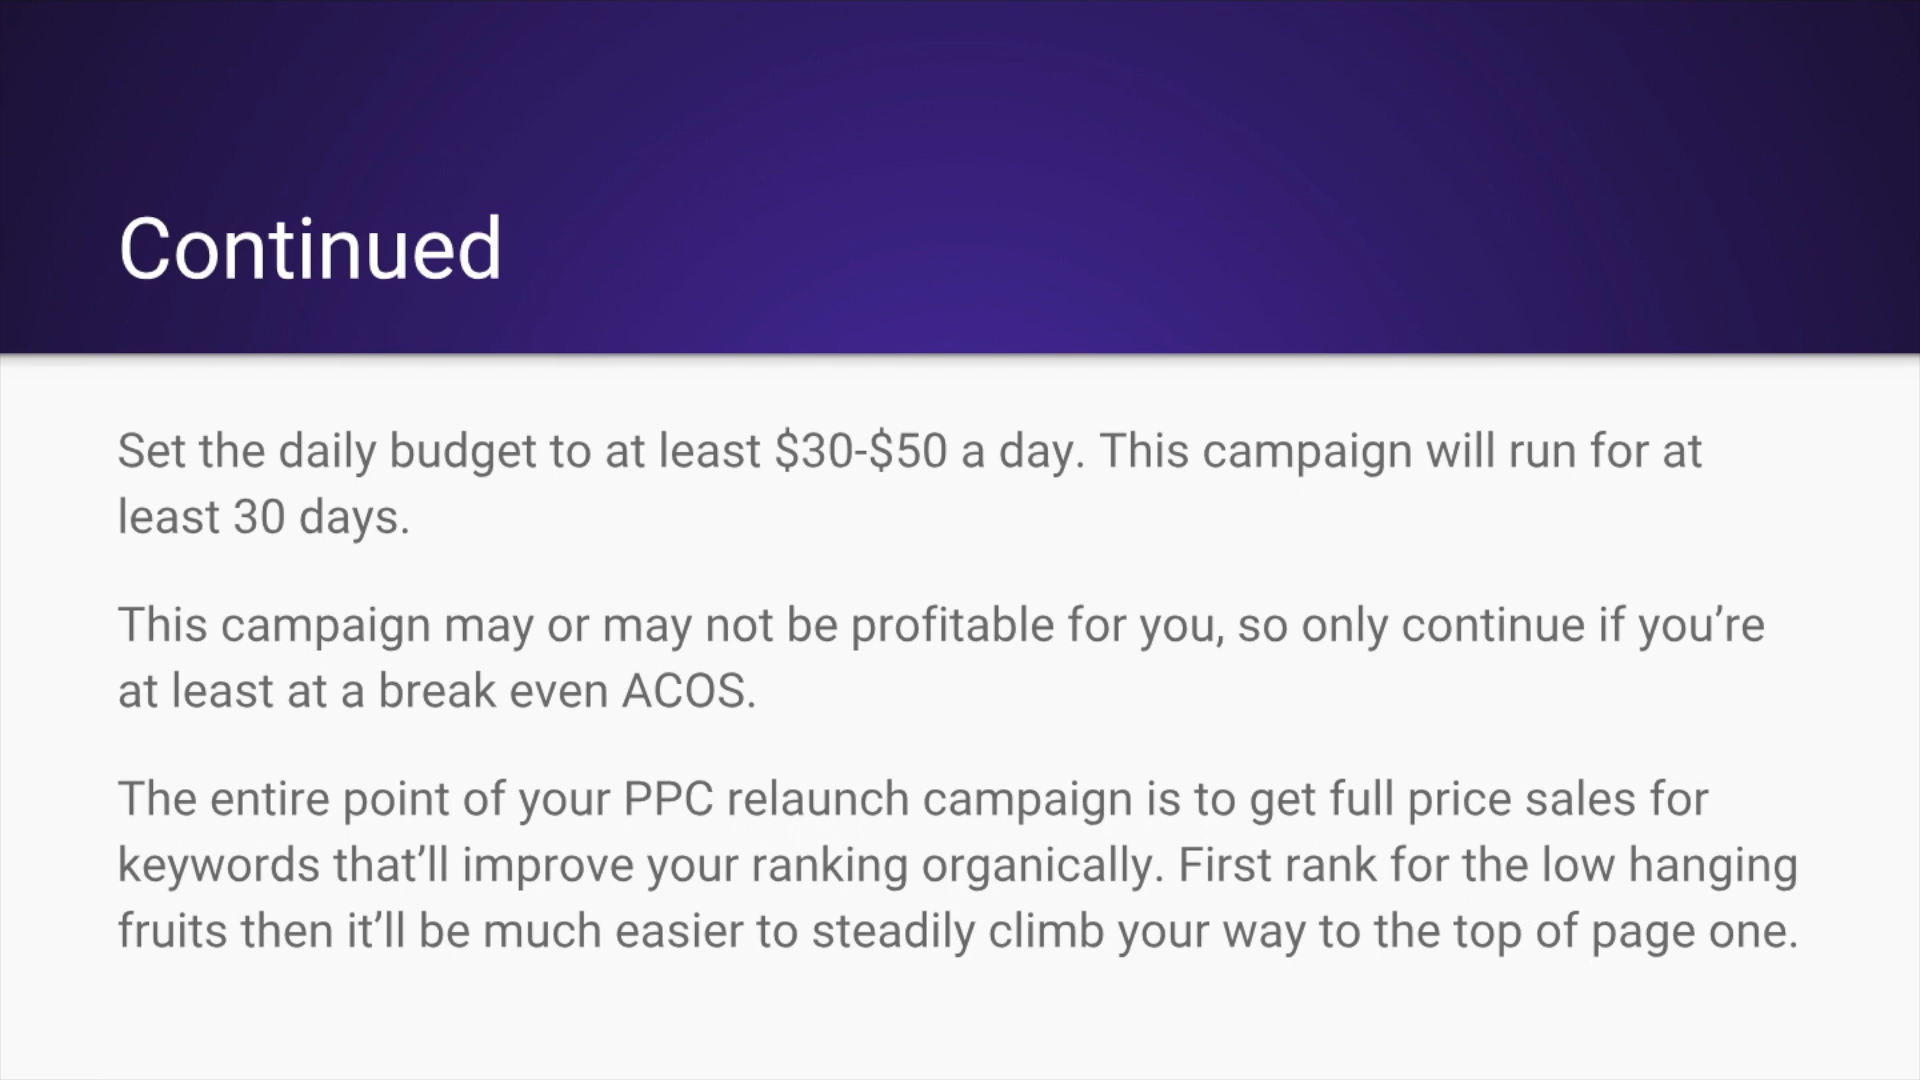 Continued
Set the daily budget to at least $30-$50 a day. This campaign will run for at
least 30 days.
This campaign may or may not be profitable for you, so only continue if you’re
at least at a break even ACOS.
The entire point of your PPC relaunch campaign is to get full price sales for
keywords that’ll improve your ranking organically. First rank for the low hanging
fruits then it’ll be much easier to steadily climb your way to the top of page one.